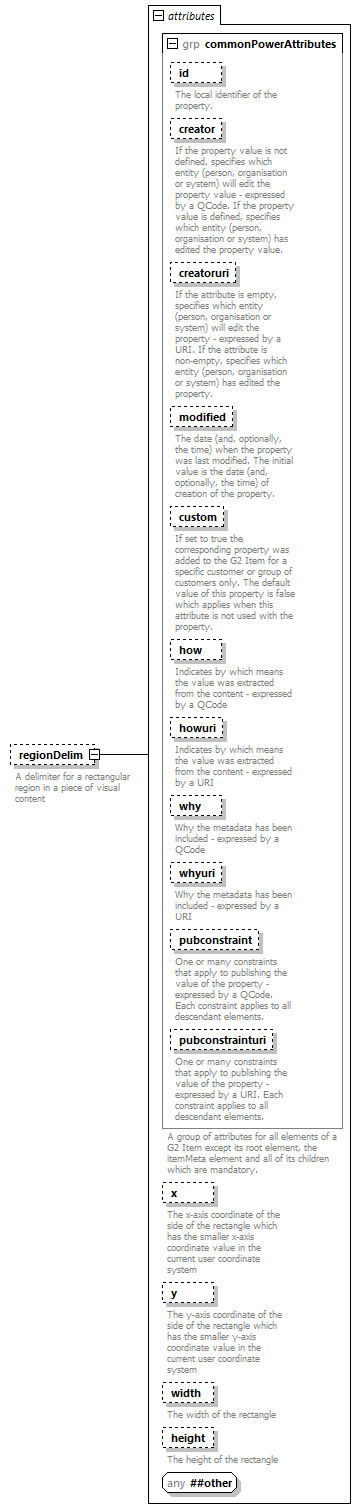 attributes
grp commonPowerAttributes
id
The local identifier of the
property.
creator
If the property value is not
defined, specifies which
entity (person, organisation
or system) will edit the
property value - expressed
by a QCode. If the property
value is defined, specifies
which entity (person,
organisation or system) has
edited the property value.
creatoruri
If the attribute is empty,
specifies which entity
(person, organisation or
system) will edit the
property - expressed by a
URI. If the attribute is
non-empty, specifies which
entity (person, organisation
or system) has edited the
property.
modified
The date (and, optionally,
the time) when the property
was last modified. The initial
value is the date (and,
optionally, the time) of
creation of the property.
custom
If set to true the
corresponding property was
added to the G2 Item for a
specific customer or group of
customers only. The default
value of this property is false
which applies when this
attribute is not used with the
property.
how
Indicates by which means
the value was extracted
from the content - expressed
by a QCode
howuri
Indicates by which means
the value was extracted
from the content - expressed
by a URI
why
Why the metadata has been
included - expressed by a
QCode
whyuri
Why the metadata has been
included - expressed by a
URI
pubconstraint
One or many constraints
that apply to publishing the
value of the property -
expressed by a QCode.
Each constraint applies to all
descendant elements.
pubconstrainturi
One or many constraints
that apply to publishing the
value of the property -
expressed by a URI. Each
constraint applies to all
descendant elements.
A group of attributes for all elements of a
G2 Item except its root element, the
itemMeta element and all of its children
which are mandatory.
regionDelim
A delimiter for a rectangular
region in a piece of visual
content
x
The x-axis coordinate of the
side of the rectangle which
has the smaller x-axis
coordinate value in the
current user coordinate
system
y
The y-axis coordinate of the
side of the rectangle which
has the smaller y-axis
coordinate value in the
current user coordinate
system
width
The width of the rectangle
height
The height of the rectangle
any ##other